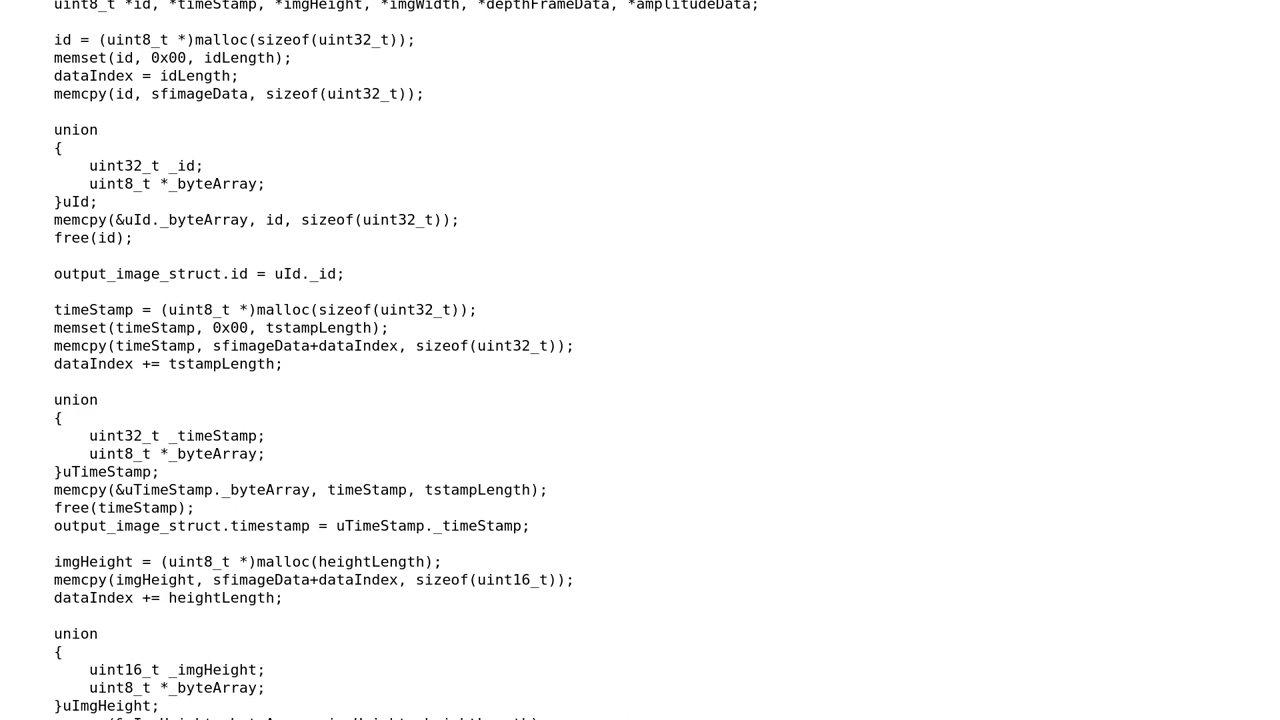 uint8_t *id, *timeStamp, *imgHeight, *imgWidth, *depthFrameData, *amplitudeData;

id = (uint8_t *)malloc(sizeof(uint32_t));
memset(id, 0x00, idLength);
dataIndex = idLength;
memcpy(id, sfimageData, sizeof(uint32_t));

union
{
    uint32_t _id;
    uint8_t *_byteArray;
}uId;
memcpy(&uId._byteArray, id, sizeof(uint32_t));
free(id);

output_image_struct.id = uId._id;

timeStamp = (uint8_t *)malloc(sizeof(uint32_t));
memset(timeStamp, 0x00, tstampLength);
memcpy(timeStamp, sfimageData+dataIndex, sizeof(uint32_t));
dataIndex += tstampLength;

union
{
    uint32_t _timeStamp;
    uint8_t *_byteArray;
}uTimeStamp;
memcpy(&uTimeStamp._byteArray, timeStamp, tstampLength);
free(timeStamp);
output_image_struct.timestamp = uTimeStamp._timeStamp;

imgHeight = (uint8_t *)malloc(heightLength);
memcpy(imgHeight, sfimageData+dataIndex, sizeof(uint16_t));
dataIndex += heightLength;

union
{
    uint16_t _imgHeight;
    uint8_t *_byteArray;
}uImgHeight;